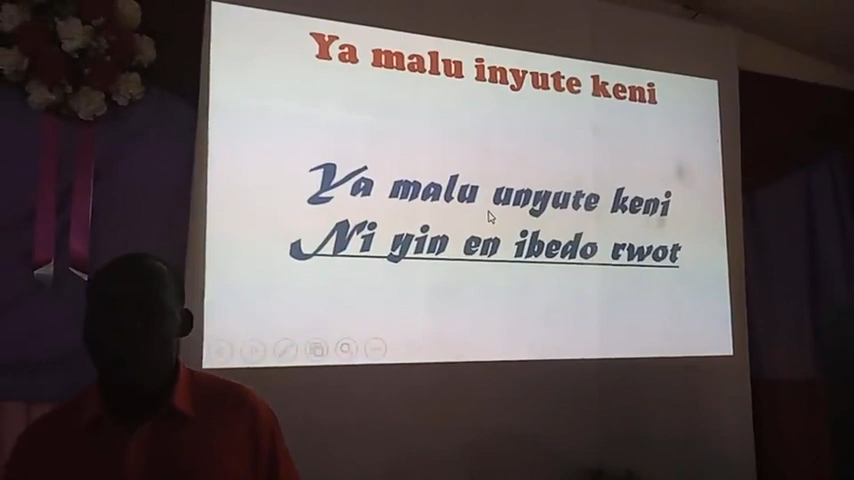 Ya malu inyute keni
Ya malu unyute keni
Ni yin en ibedo rwot